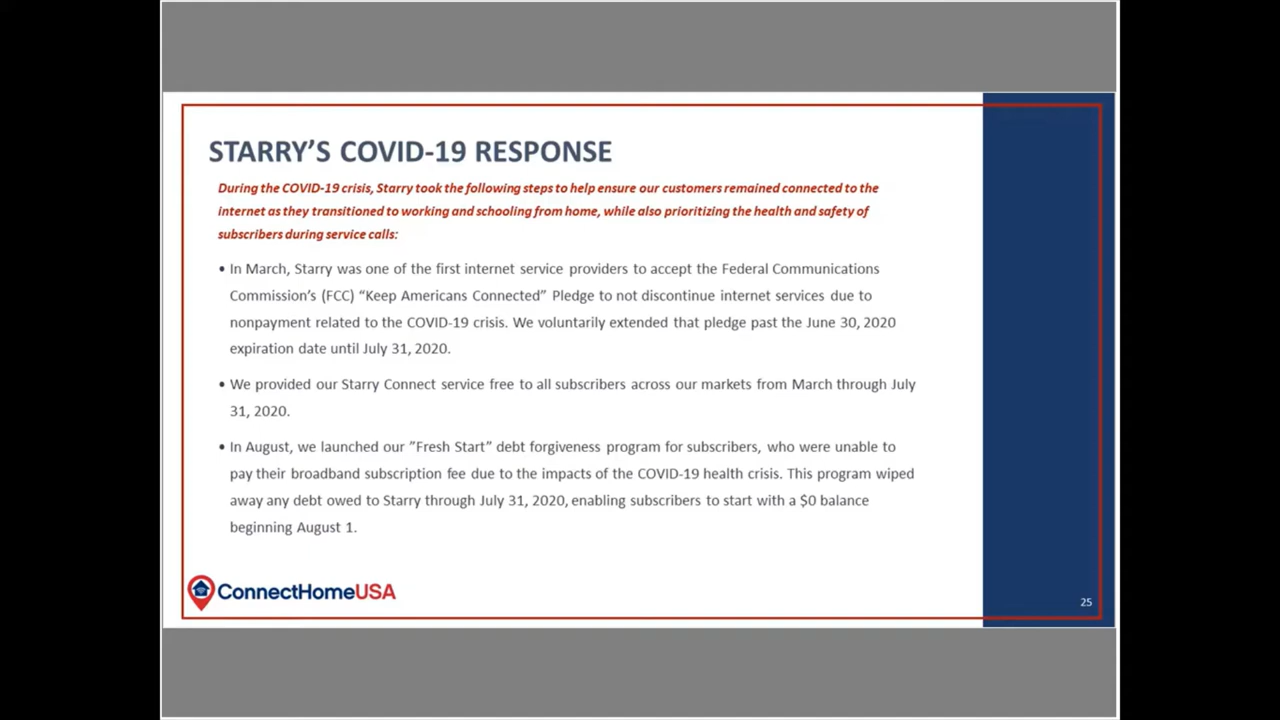 STARRY'S COVID-19 RESPONSE
During the COVID-19 crisis, Starry took the following steps to help ensure our customers remained connected to the
internet as they transitioned to working and schooling from home, while also prioritizing the health and safety of
subscribers during service calls:
• In March, Starry was one of the first internet service providers to accept the Federal Communications
Commission's (FCC) “Keep Americans Connected” Pledge to not discontinue internet services due to
nonpayment related to the COVID-19 crisis. We voluntarily extended that pledge past the June 30, 2020
expiration date until July 31, 2020.
• We provided our Starry Connect service free to all subscribers across our markets from March through July
31, 2020.
• In August, we launched our ”Fresh Start” debt forgiveness program for subscribers, who were unable to
pay their broadband subscription fee due to the impacts of the COVID-19 health crisis. This program wiped
away any debt owed to Starry through July 31, 2020, enabling subscribers to start with a $0 balance
beginning August 1.
ConnectHomeUSA
25